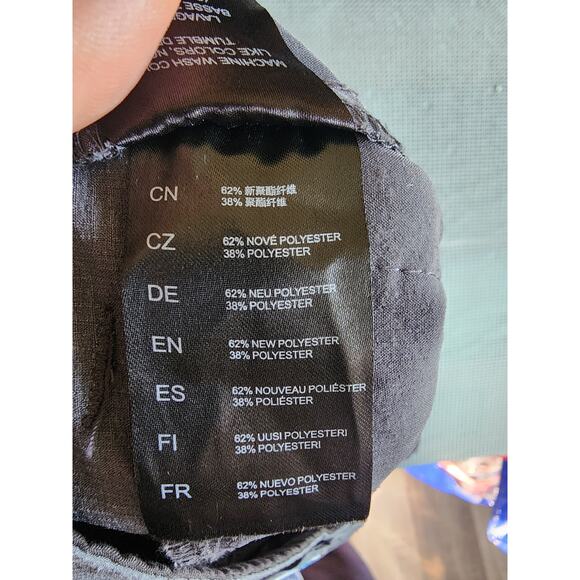 LAVAG
BASSE
MACHINE WASH CO
LIKE COLORS, NO
TUMBLE D
CN 62% 新聚酯纤维
38% 聚酯纤维
CZ 62% NOVÉ POLYESTER
38% POLYESTER
DE 62% NEU POLYESTER
38% POLYESTER
EN 62% NEW POLYESTER
38% POLYESTER
ES 62% NOUVEAU POLIÉSTER
38% POLIÉSTER
FI 62% UUSI POLYESTERI
38% POLYESTERI
FR 62% NUEVO POLYESTER
38% POLYESTER